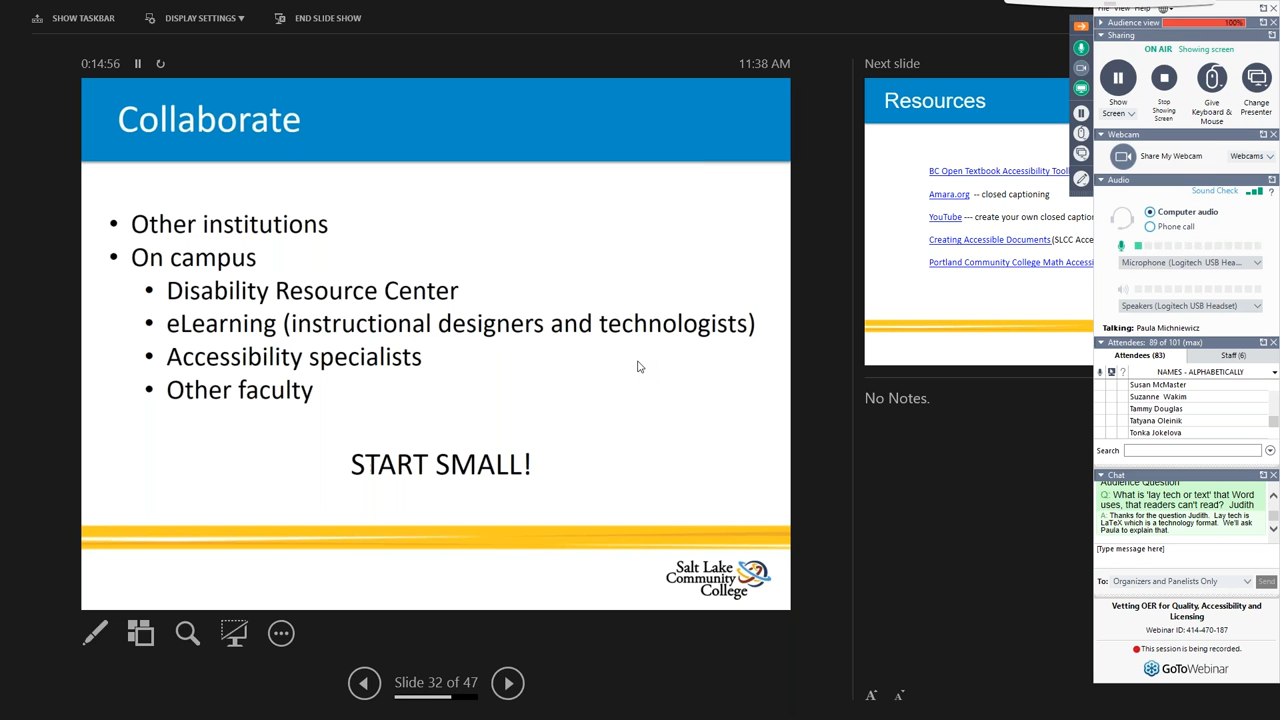 SHOW TASKBAR
DISPLAY SETTINGS ▾
END SLIDE SHOW
0:14:56
11:38 AM
Collaborate
• Other institutions
• On campus
• Disability Resource Center
• eLearning (instructional designers and technologists)
• Accessibility specialists
• Other faculty
START SMALL!
Salt Lake
Community
College
Slide 32 of 47
Next slide
Resources
BC Open Textbook Accessibility Tool
Amara.org -- closed captioning
YouTube --- create your own closed captio
Creating Accessible Documents (SLCC Acce
Portland Community College Math Accessi
No Notes.
File View Help
Audience view 100%
Sharing
ON AIR Showing screen
Show
Screen
Stop
Showing
Screen
Give
Keyboard &
Mouse
Change
Presenter
Webcam
Share My Webcam
Webcams
Audio
Sound Check ?
Computer audio
Phone call
Microphone (Logitech USB Hea...
Speakers (Logitech USB Headset)
Talking: Paula Michniewicz
Attendees: 89 of 101 (max)
Attendees (83)
Staff (6)
? NAMES - ALPHABETICALLY
Susan McMaster
Suzanne Wakim
Tammy Douglas
Tatyana Oleinik
Tonka Jokelova
Search
Chat
Audience Question
Q: What is 'lay tech or text' that Word
uses, that readers can't read? Judith
A: Thanks for the question Judith. Lay tech is
LaTeX which is a technology format. We'll ask
Paula to explain that.
[Type message here]
To: Organizers and Panelists Only
Send
Vetting OER for Quality, Accessibility and
Licensing
Webinar ID: 414-470-187
This session is being recorded.
GoToWebinar